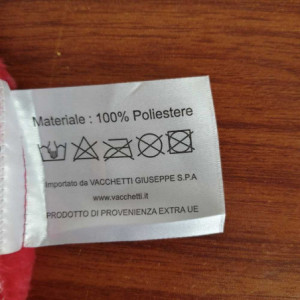 Materiale : 100% Poliestere
Importato da VACCHETTI GIUSEPPE S.P.A
www.vacchetti.it
PRODOTTO DI PROVENIENZA EXTRA UE